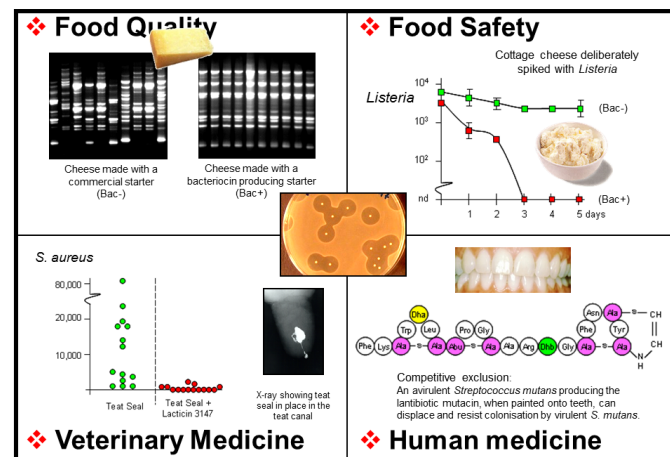 ❖ Food Quality
Cheese made with a
commercial starter
(Bac-)
Cheese made with a
bacteriocin producing starter
(Bac+)
❖ Food Safety
Cottage cheese deliberately
spiked with Listeria
Listeria
10⁴
10³
10²
nd
(Bac-)
(Bac+)
1 2 3 4 5 days
S. aureus
80,000
20,000
10,000
Teat Seal
Teat Seal +
Lacticin 3147
X-ray showing teat
seal in place in the
teat canal
❖ Veterinary Medicine
Phe Lys Ala Trp Dha Leu Ala Abu Pro Gly Ala Ala Arg Dhb Gly Ala Phe Asn Ala Tyr Ala
S S S S
CH
CH
N
H
Competitive exclusion:
An avirulent Streptococcus mutans producing the
lantibiotic mutacin, when painted onto teeth, can
displace and resist colonisation by virulent S. mutans.
❖ Human medicine